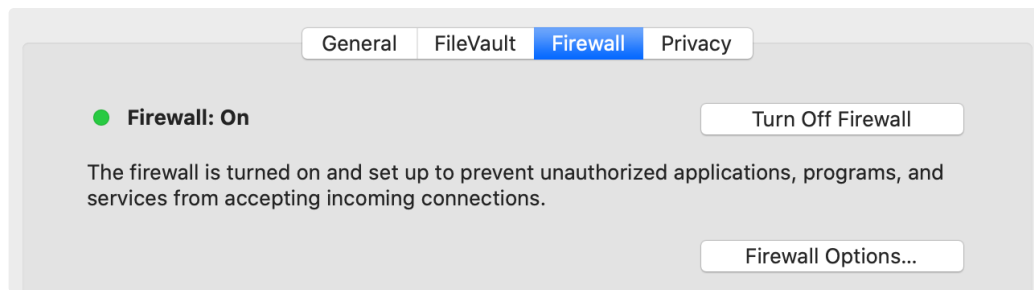 General FileVault Firewall Privacy
Firewall: On
Turn Off Firewall
The firewall is turned on and set up to prevent unauthorized applications, programs, and
services from accepting incoming connections.
Firewall Options...